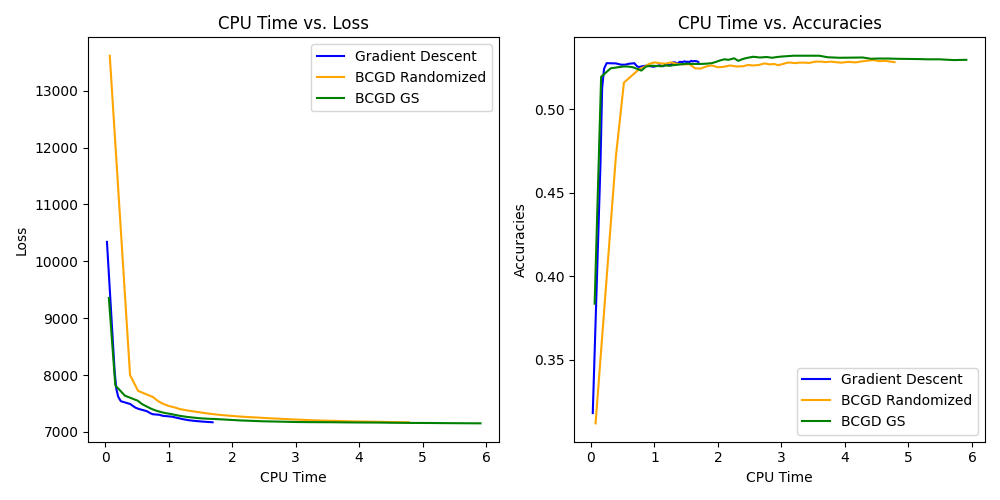 CPU Time vs. Loss
Loss
13000
12000
11000
10000
9000
8000
7000
0 1 2 3 4 5 6
CPU Time
Gradient Descent
BCGD Randomized
BCGD GS
CPU Time vs. Accuracies
Accuracies
0.50
0.45
0.40
0.35
0 1 2 3 4 5 6
CPU Time
Gradient Descent
BCGD Randomized
BCGD GS